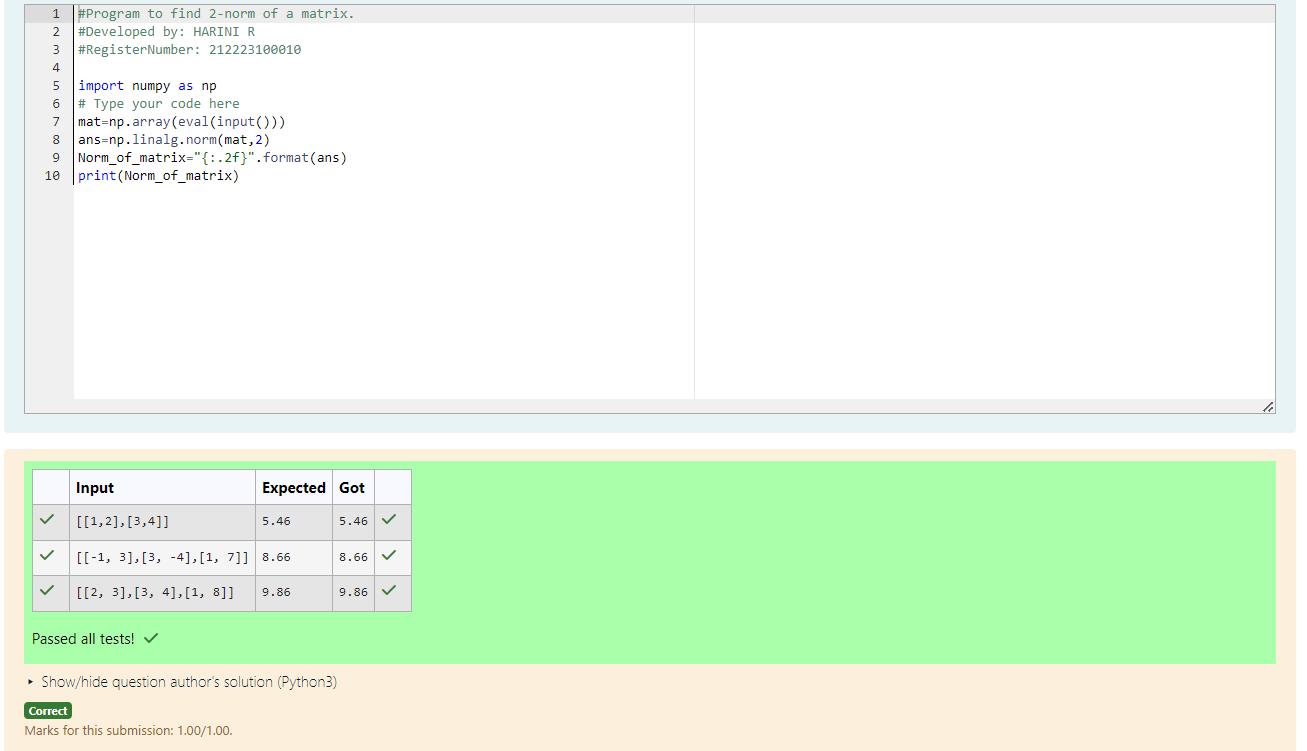 1 #Program to find 2-norm of a matrix.
2 #Developed by: HARINI R
3 #RegisterNumber: 212223100010
4
5 import numpy as np
6 # Type your code here
7 mat=np.array(eval(input()))
8 ans=np.linalg.norm(mat,2)
9 Norm_of_matrix="{:.2f}".format(ans)
10 print(Norm_of_matrix)
Input Expected Got
[[1,2],[3,4]] 5.46 5.46
[[-1, 3],[3, -4],[1, 7]] 8.66 8.66
[[2, 3],[3, 4],[1, 8]] 9.86 9.86
Passed all tests!
Show/hide question author's solution (Python3)
Correct
Marks for this submission: 1.00/1.00.